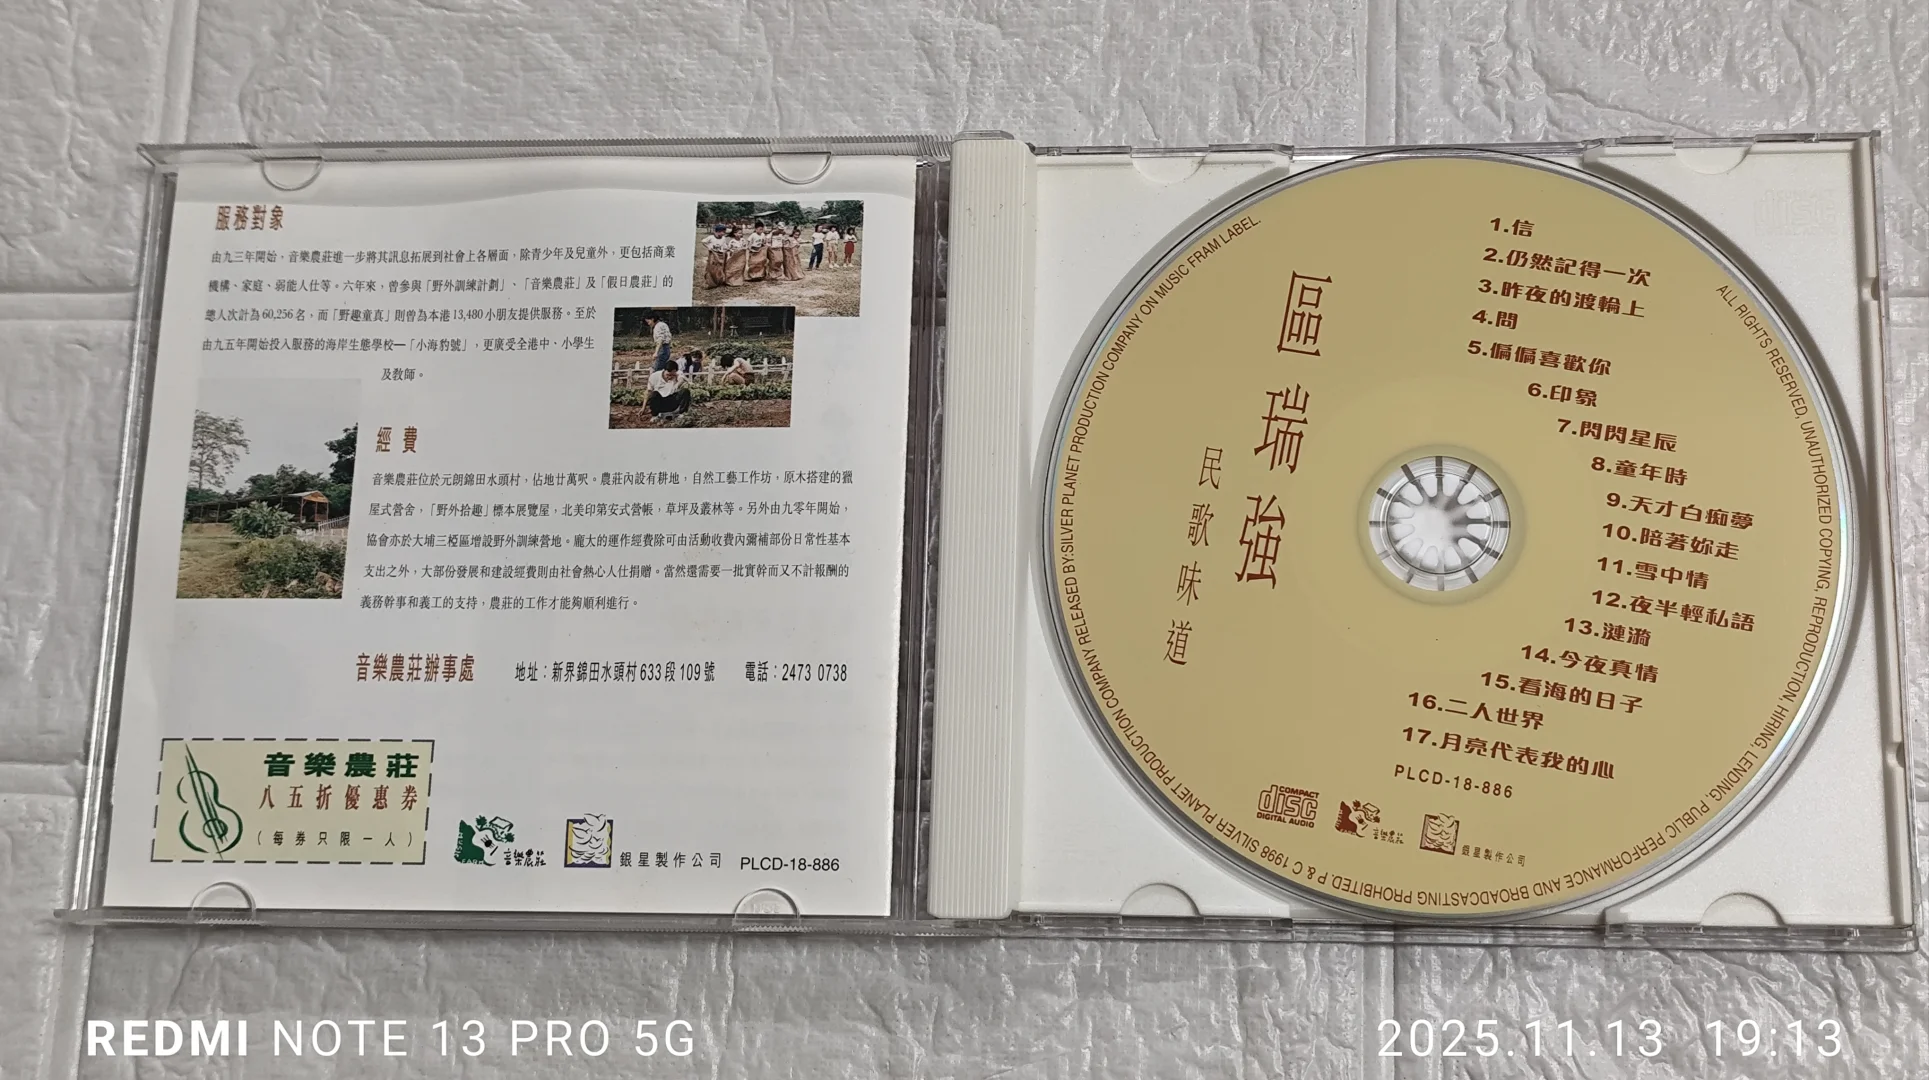 服務對象
由九三年開始，音樂農莊進一步將其訊息拓展到社會上各層面，除青少年及兒童外，更包括商業
機構、家庭、弱能人仕等。六年來，曾參與「野外訓練計劃」、「音樂農莊」及「假日農莊」的
總人次計為60,256名，而「野趣童真」則曾為本港13,480小朋友提供服務。至於
由九五年開始投入服務的海岸生態學校—「小海豹號」，更廣受全港中、小學生
及教師。
經費
音樂農莊位於元朗錦田水頭村，佔地廿萬呎。農莊內設有耕地，自然工藝工作坊，原木搭建的獵
屋式營舍，「野外拾趣」標本展覽屋，北美印第安式營帳，草坪及叢林等。另外由九零年開始，
協會亦於大埔三椏區增設野外訓練營地。龐大的運作經費除可由活動收費內彌補部份日常性基本
支出之外，大部份發展和建設經費則由社會熱心人仕捐贈。當然還需要一批實幹而又不計報酬的
義務幹事和義工的支持，農莊的工作才能夠順利進行。
音樂農莊辦事處 地址：新界錦田水頭村633段109號 電話：2473 0738
音樂農莊
八五折優惠券
（每券只限一人）
音樂農莊
銀星製作公司 PLCD-18-886
區瑞強
民歌味道
1.信
2.仍然記得一次
3.昨夜的渡輪上
4.問
5.偏偏喜歡你
6.印象
7.閃閃星辰
8.童年時
9.天才白痴夢
10.陪著妳走
11.雪中情
12.夜半輕私語
13.漣漪
14.今夜真情
15.看海的日子
16.二人世界
17.月亮代表我的心
PLCD-18-886
COMPACT
disc
DIGITAL AUDIO
音樂農莊
銀星製作公司
ALL RIGHTS RESERVED, UNAUTHORIZED COPYING, REPRODUCTION, HIRING, LENDING, PUBLIC PERFORMANCE AND BROADCASTING PROHIBITED. P & C 1998 SILVER PLANET PRODUCTION COMPANY RELEASED BY:SILVER PLANET PRODUCTION COMPANY ON MUSIC FRAM LABEL.
REDMI NOTE 13 PRO 5G
2025.11.13 19:13